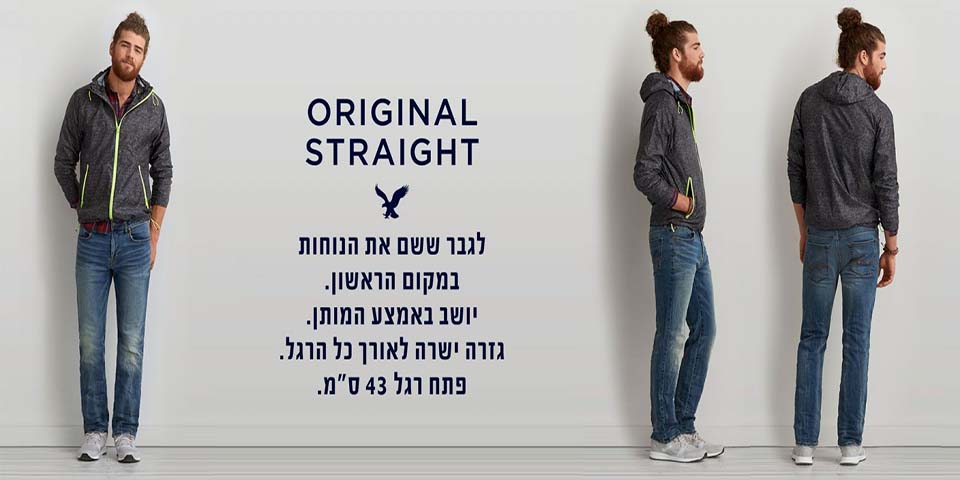 ORIGINAL
STRAIGHT
לגבר ששם את הנוחות
במקום הראשון.
יושב באמצע המותן.
גזרה ישרה לאורך כל הרגל.
פתח רגל 43 ס"מ.